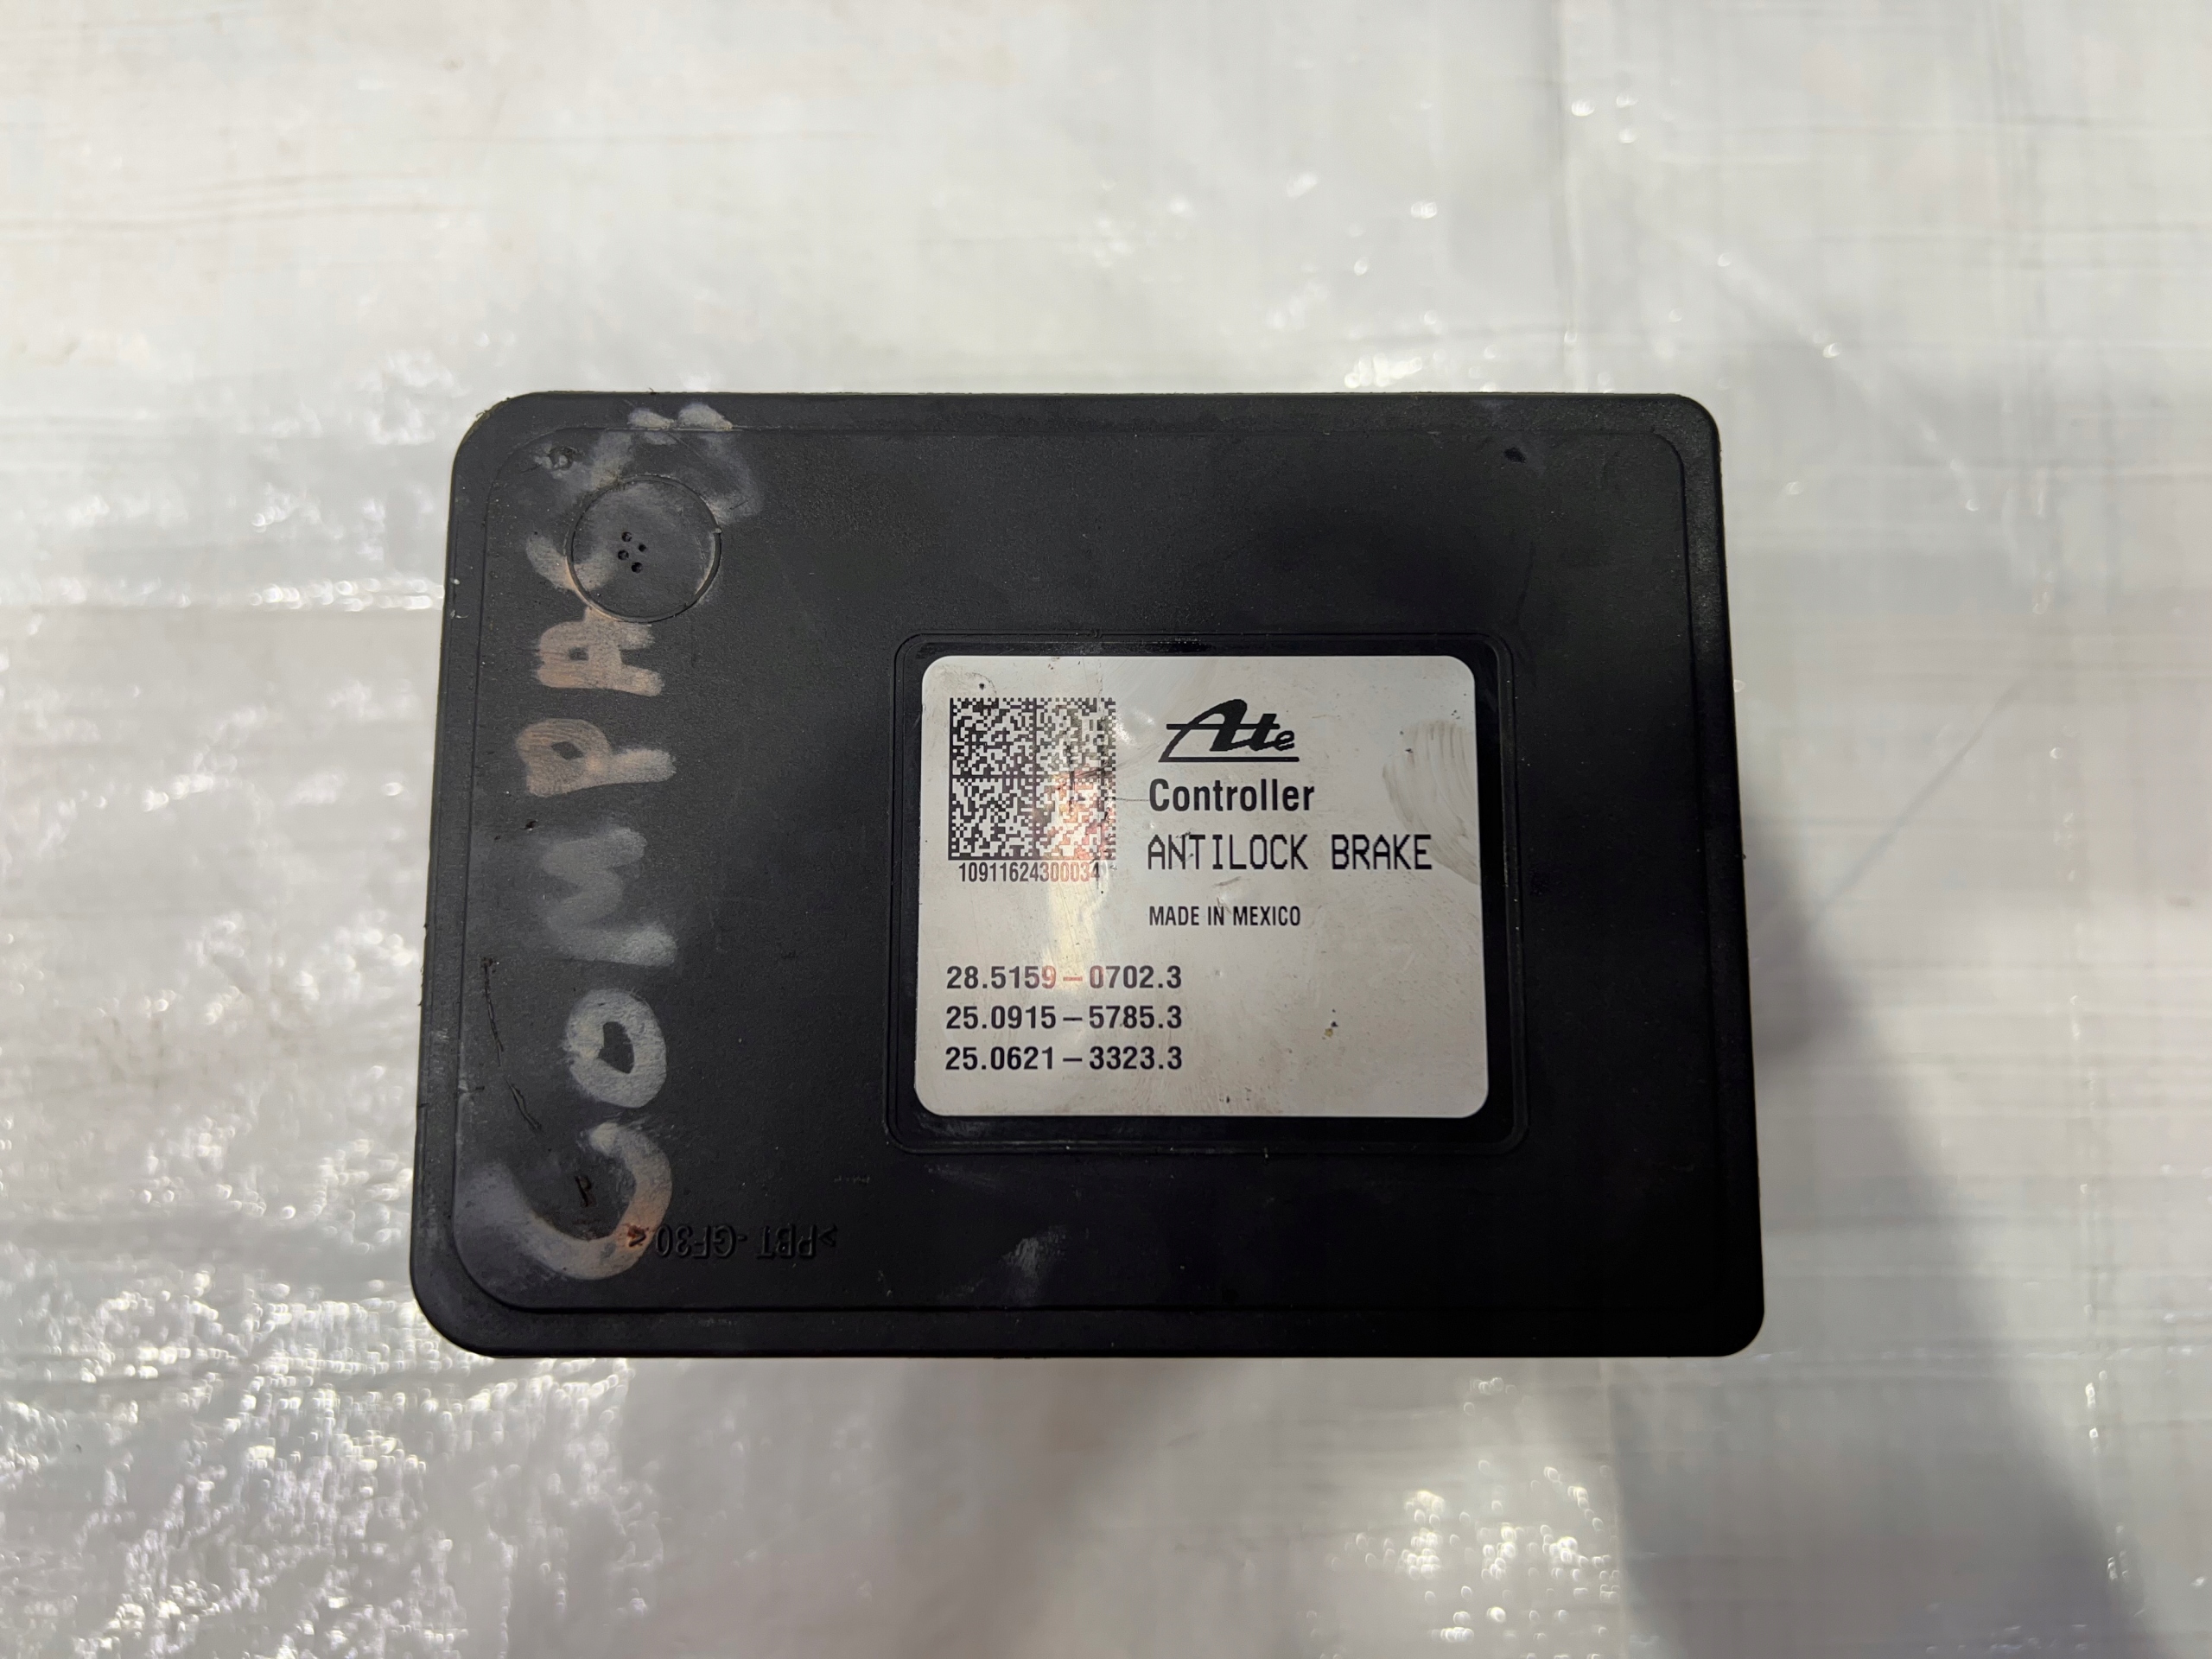 Ate
Controller
ANTILOCK BRAKE
10911624300034
MADE IN MEXICO
28.5159-0702.3
25.0915-5785.3
25.0621-3323.3
>PBT-GF30<